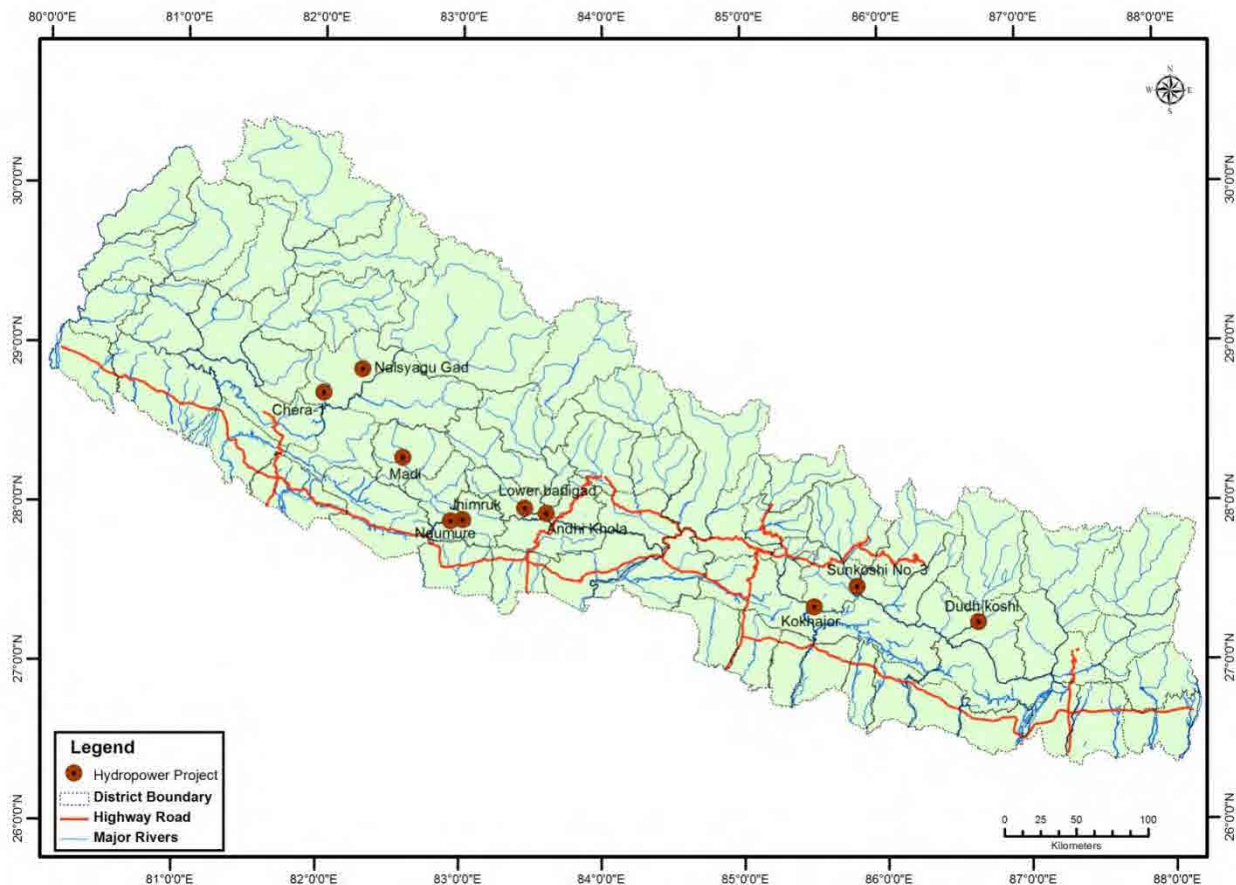 80°0'0"E 81°0'0"E 82°0'0"E 83°0'0"E 84°0'0"E 85°0'0"E 86°0'0"E 87°0'0"E 88°0'0"E
N
W E
S
30°0'0"N 30°0'0"N
29°0'0"N 29°0'0"N
Nalsyagu Gad
Chera-1
Madi
28°0'0"N 28°0'0"N
Lower badigad
Jhimruk
Andhi Khola
Naumure
Sunkoshi No. 3
Dudhkoshi
Kokhajor
27°0'0"N 27°0'0"N
26°0'0"N 26°0'0"N
Legend
Hydropower Project
District Boundary
Highway Road
Major Rivers
0 25 50 100
Kilometers
81°0'0"E 82°0'0"E 83°0'0"E 84°0'0"E 85°0'0"E 86°0'0"E 87°0'0"E 88°0'0"E